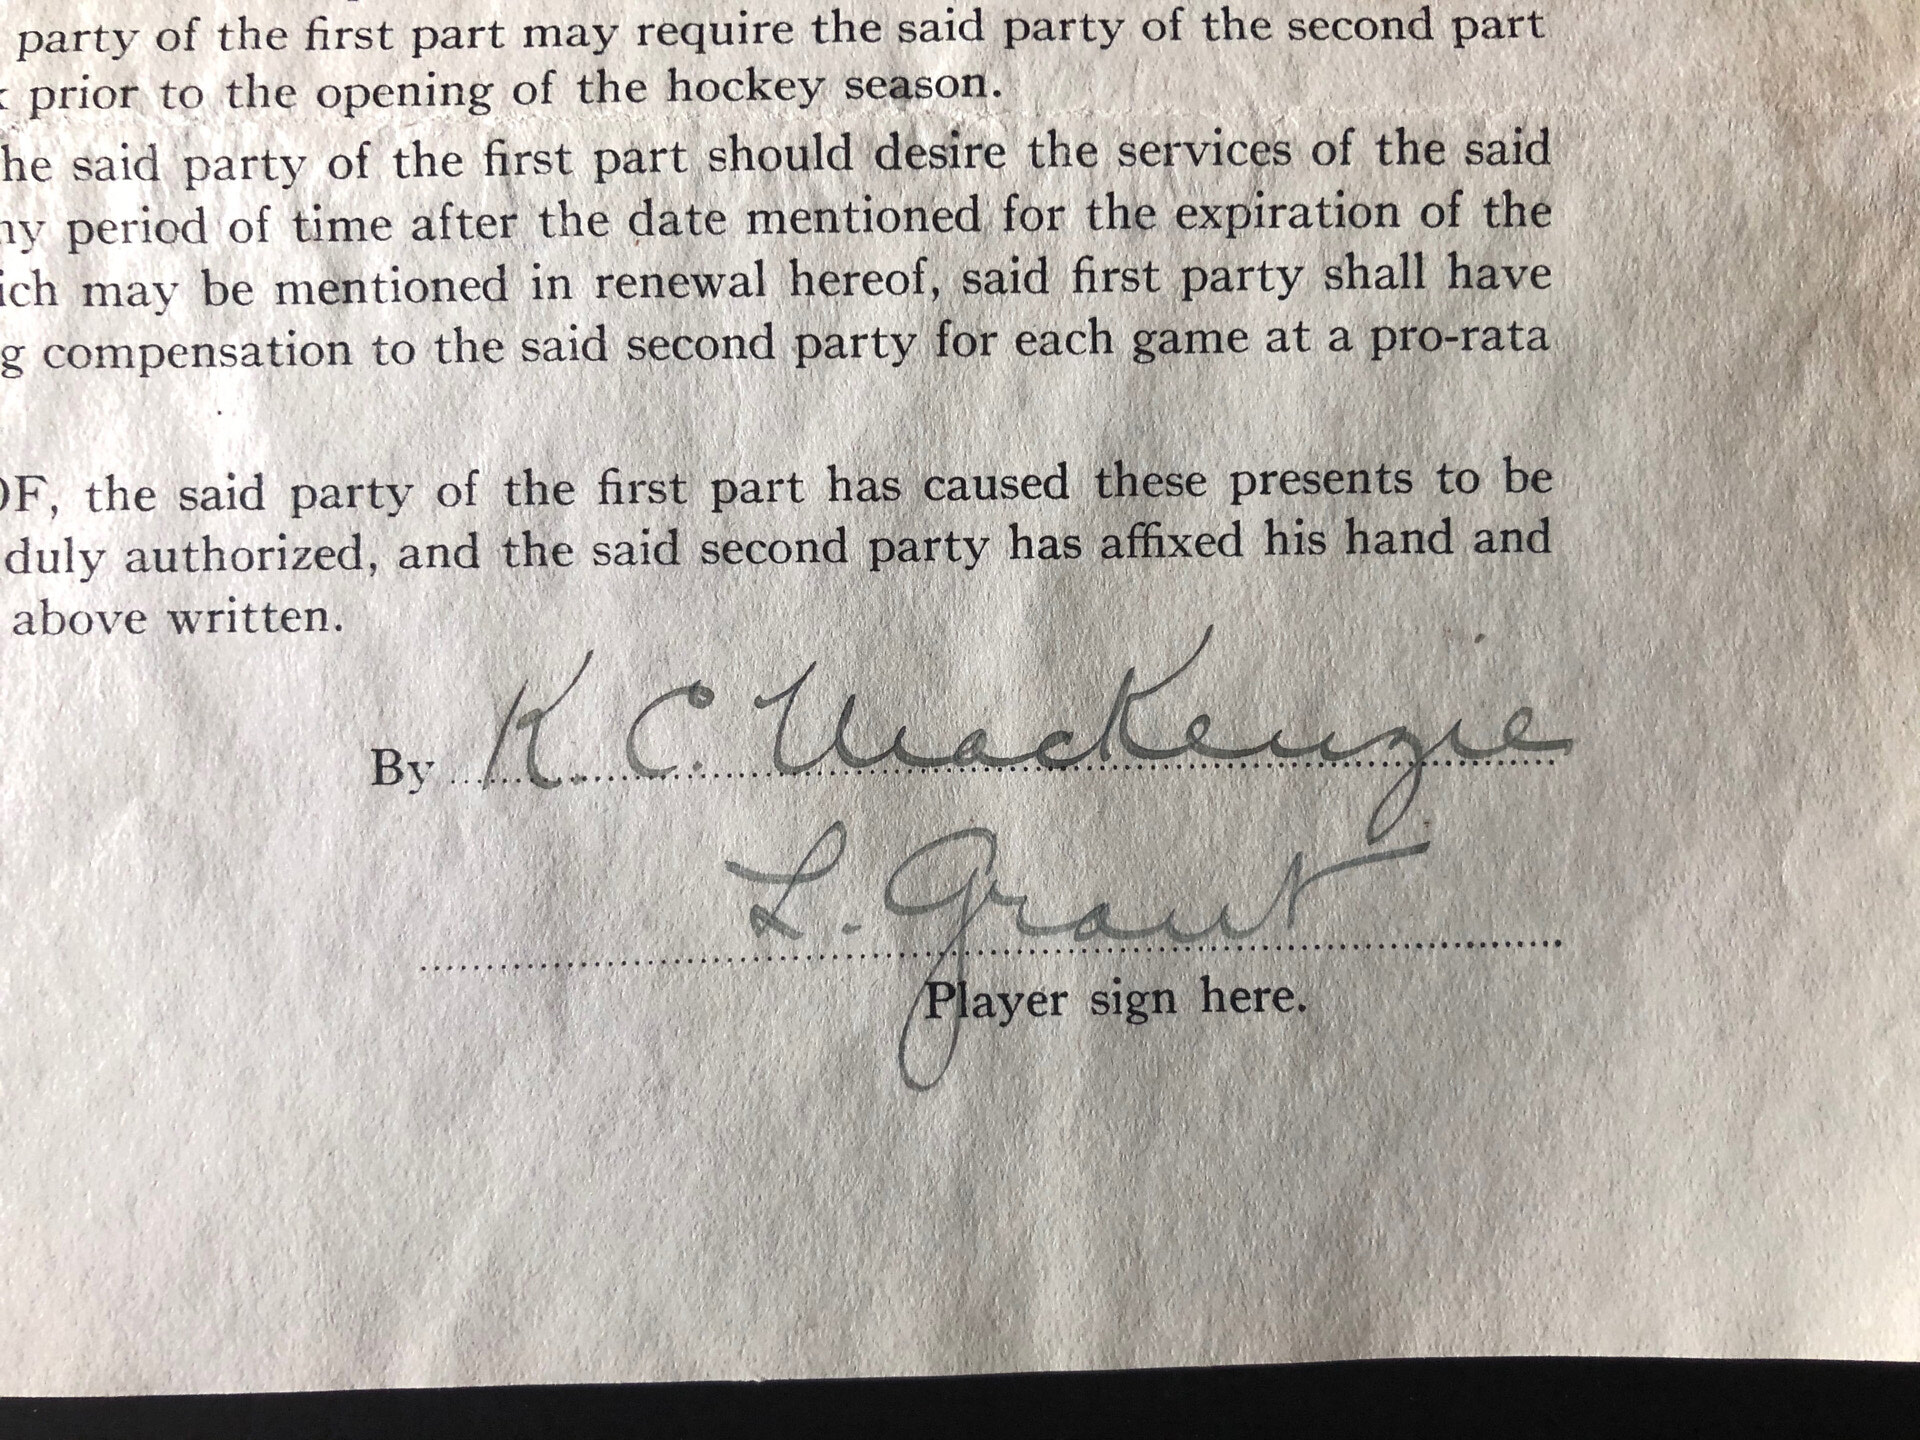 party of the first part may require the said party of the second part
prior to the opening of the hockey season.
he said party of the first part should desire the services of the said
ny period of time after the date mentioned for the expiration of the
ich may be mentioned in renewal hereof, said first party shall have
g compensation to the said second party for each game at a pro-rata
OF, the said party of the first part has caused these presents to be
duly authorized, and the said second party has affixed his hand and
above written.
By K. C. MacKenzie
L. Grant
Player sign here.